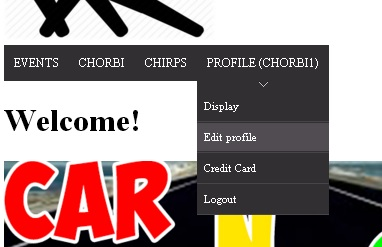 EVENTS CHORBI CHIRPS PROFILE (CHORBI1)
Display
Edit profile
Credit Card
Logout
Welcome!
CAR N